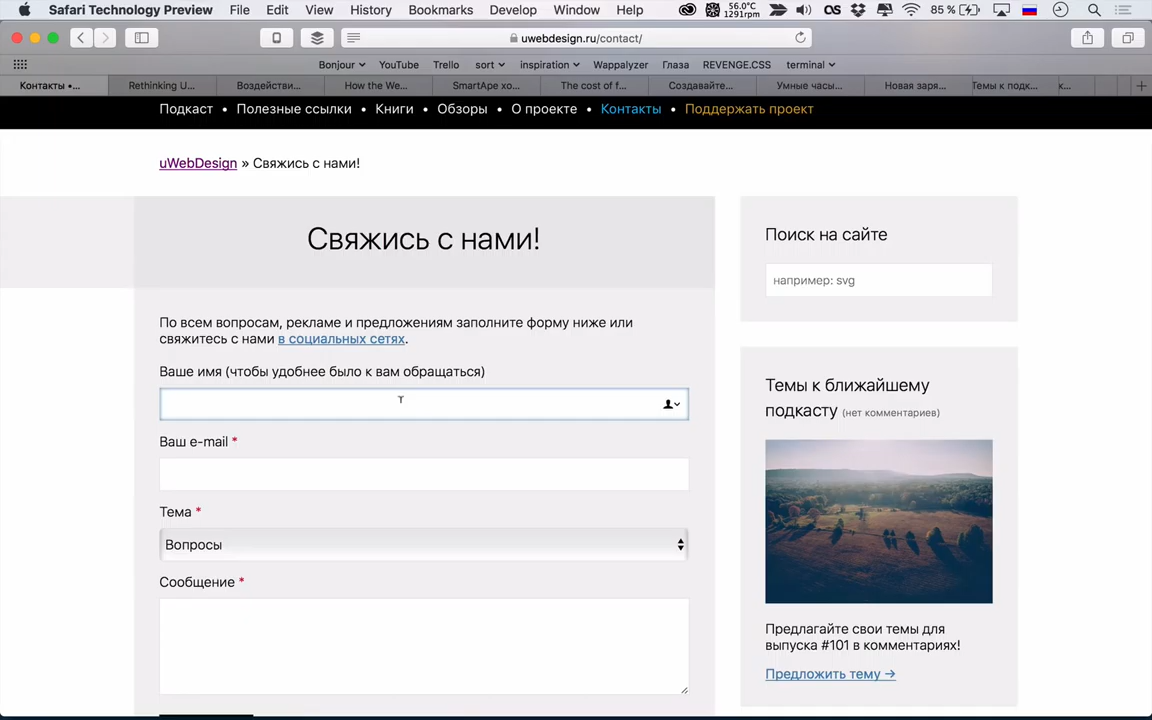 Safari Technology Preview File Edit View History Bookmarks Develop Window Help 56.0°C 1291rpm OS 85 %
uwebdesign.ru/contact/
Bonjour YouTube Trello sort inspiration Wappalyzer Глаза REVENGE.CSS terminal
Контакты •... Rethinking U... Воздействи... How the We... SmartApe хо... The cost of f... Создавайте... Умные часы... Новая заря... Темы к подк... к...
Подкаст • Полезные ссылки • Книги • Обзоры • О проекте • Контакты • Поддержать проект
uWebDesign » Свяжись с нами!
Свяжись с нами!
По всем вопросам, рекламе и предложениям заполните форму ниже или
свяжитесь с нами в социальных сетях.
Ваше имя (чтобы удобнее было к вам обращаться)
Ваш e-mail *
Тема *
Вопросы
Сообщение *
Поиск на сайте
например: svg
Темы к ближайшему
подкасту (нет комментариев)
Предлагайте свои темы для
выпуска #101 в комментариях!
Предложить тему →